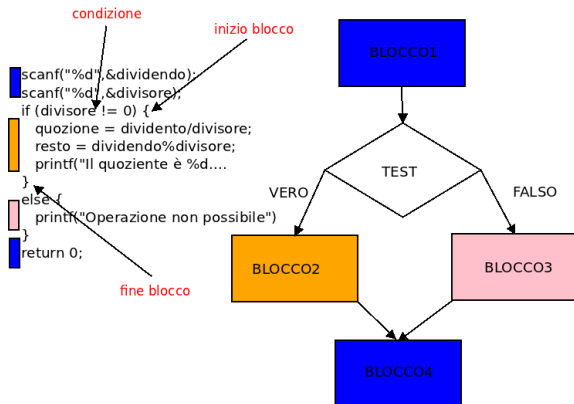 condizione
inizio blocco
scanf("%d",&dividendo);
scanf("%d",&divisore);
if (divisore != 0) {
quozione = dividento/divisore;
resto = dividendo%divisore;
printf("Il quoziente è %d....
}
else {
printf("Operazione non possibile")
}
return 0;
fine blocco
BLOCCO1
TEST
VERO
FALSO
BLOCCO2
BLOCCO3
BLOCCO4